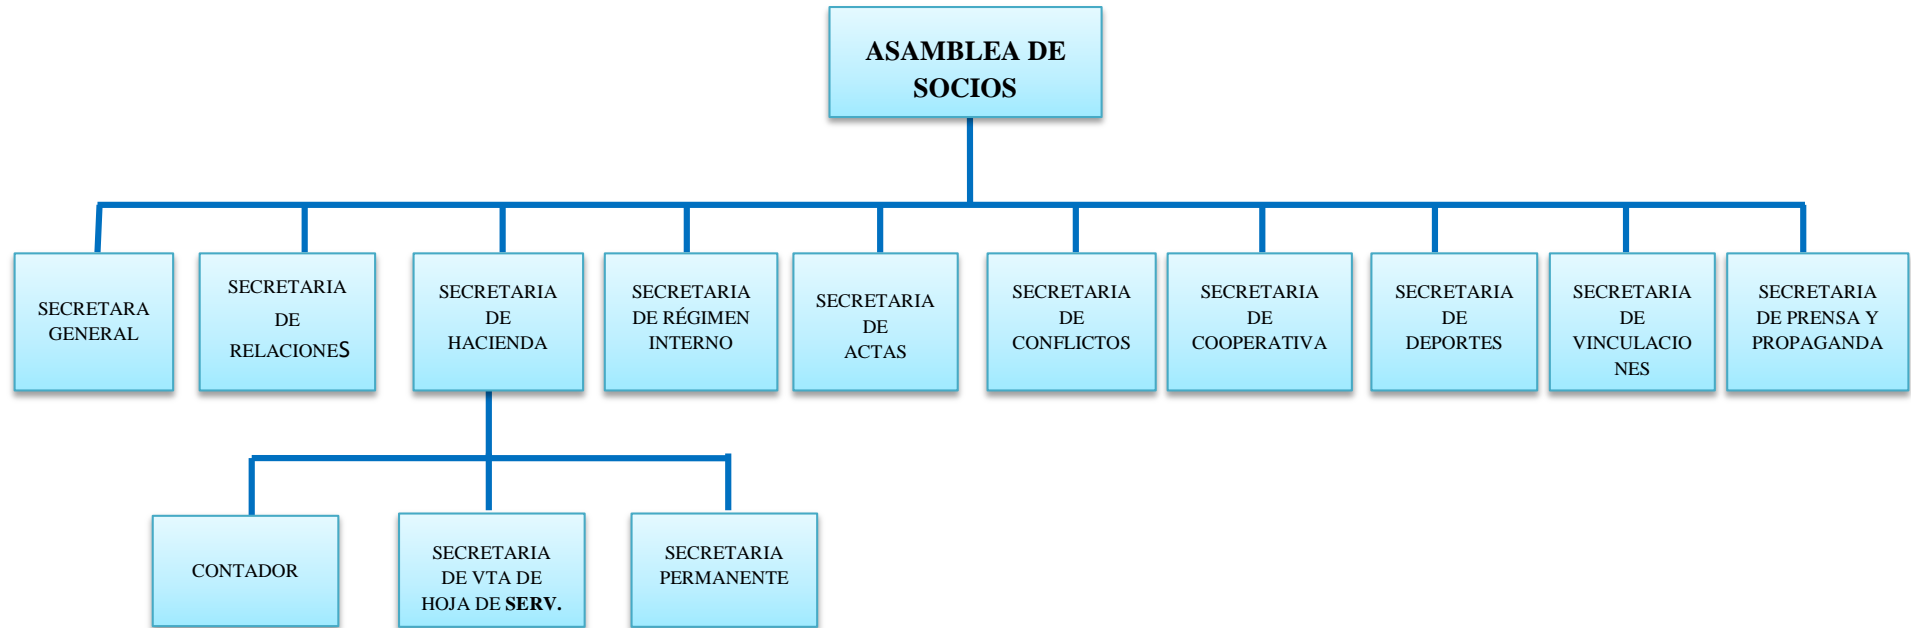 ASAMBLEA DE
SOCIOS
SECRETARA
GENERAL
SECRETARIA
DE
RELACIONES
SECRETARIA
DE
HACIENDA
SECRETARIA
DE RÉGIMEN
INTERNO
SECRETARIA
DE
ACTAS
SECRETARIA
DE
CONFLICTOS
SECRETARIA
DE
COOPERATIVA
SECRETARIA
DE
DEPORTES
SECRETARIA
DE
VINCULACIO
NES
SECRETARIA
DE PRENSA Y
PROPAGANDA
CONTADOR
SECRETARIA
DE VTA DE
HOJA DE SERV.
SECRETARIA
PERMANENTE